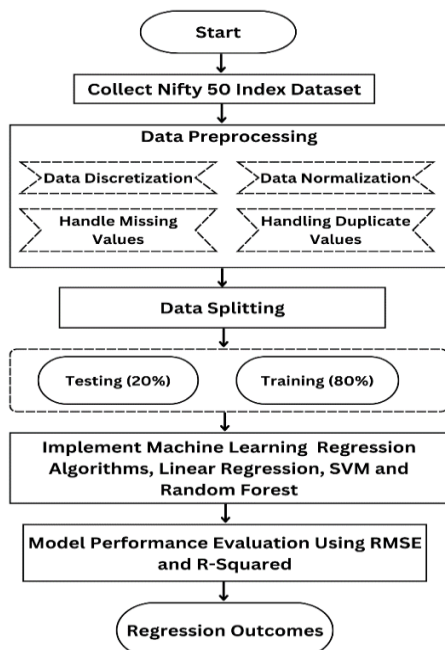 Start
Collect Nifty 50 Index Dataset
Data Preprocessing
Data Discretization
Data Normalization
Handle Missing
Values
Handling Duplicate
Values
Data Splitting
Testing (20%)
Training (80%)
Implement Machine Learning Regression
Algorithms, Linear Regression, SVM and
Random Forest
Model Performance Evaluation Using RMSE
and R-Squared
Regression Outcomes